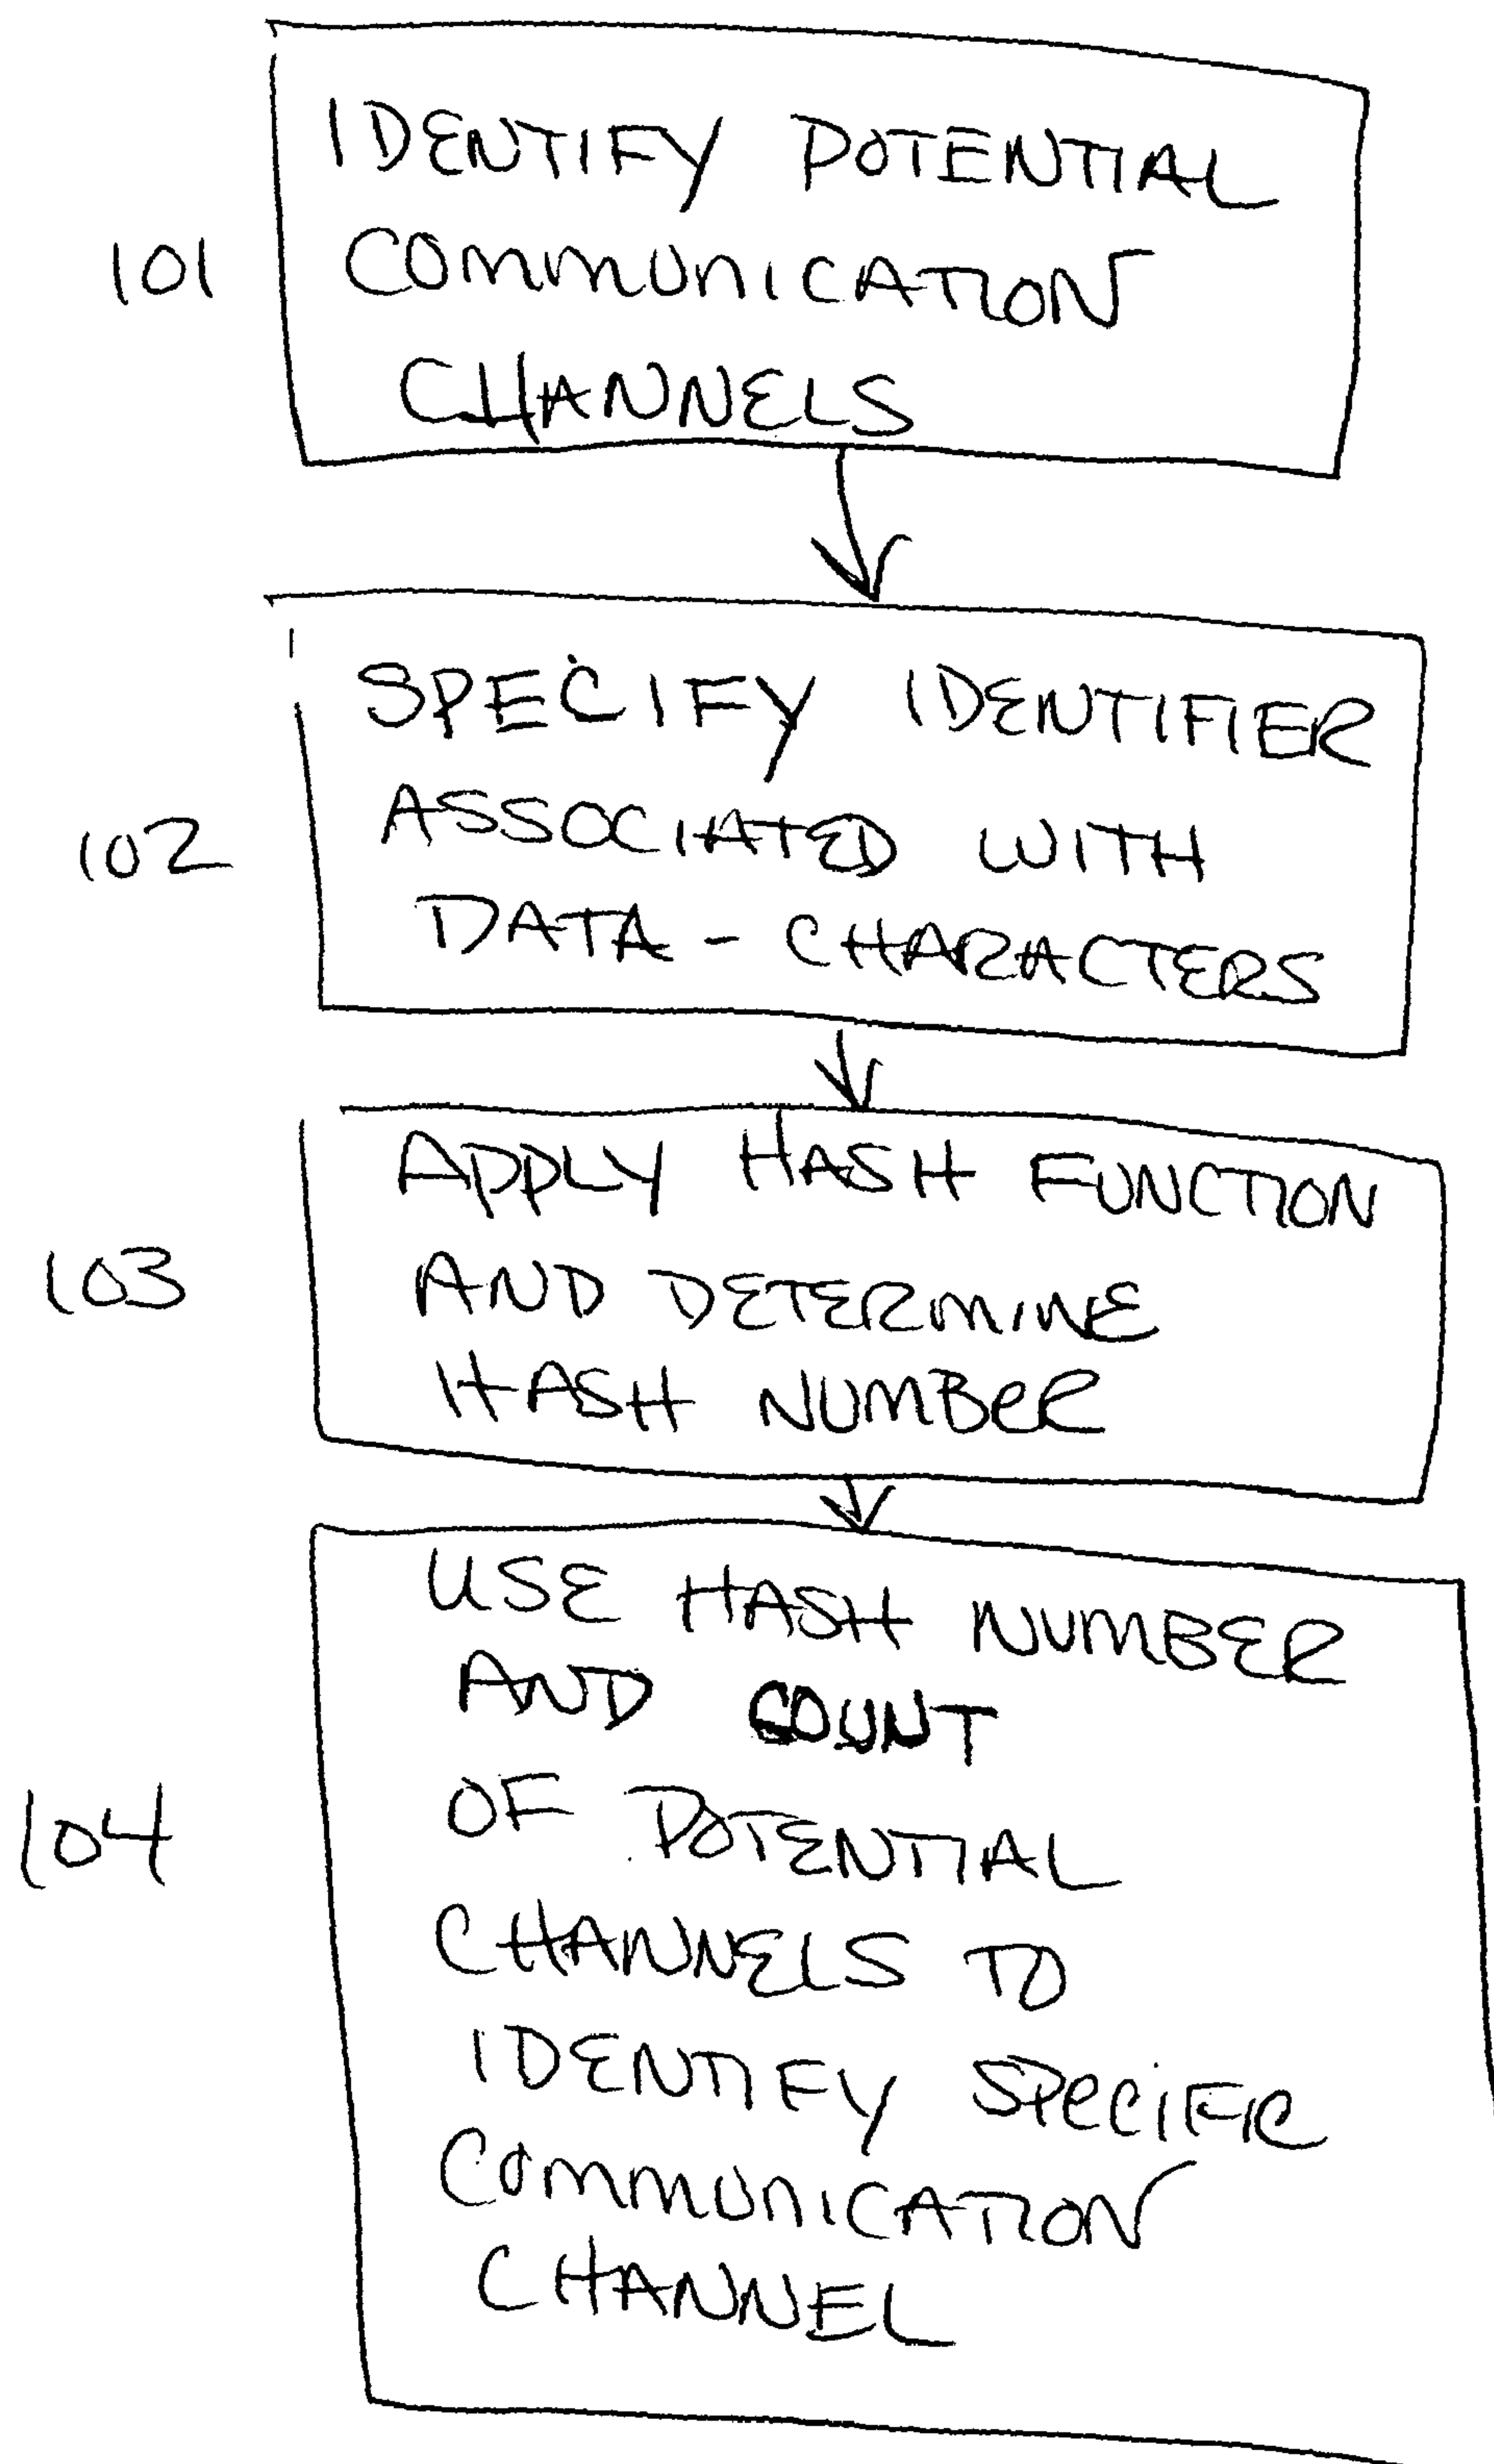 IDENTIFY POTENTIAL
101 COMMUNICATION
CHANNELS
SPECIFY IDENTIFIER
102 ASSOCIATED WITH
DATA - CHARACTERS
APPLY HASH FUNCTION
103 AND DETERMINE
HASH NUMBER
USE HASH NUMBER
AND COUNT
104 OF POTENTIAL
CHANNELS TO
IDENTIFY SPECIFIC
COMMUNICATION
CHANNEL